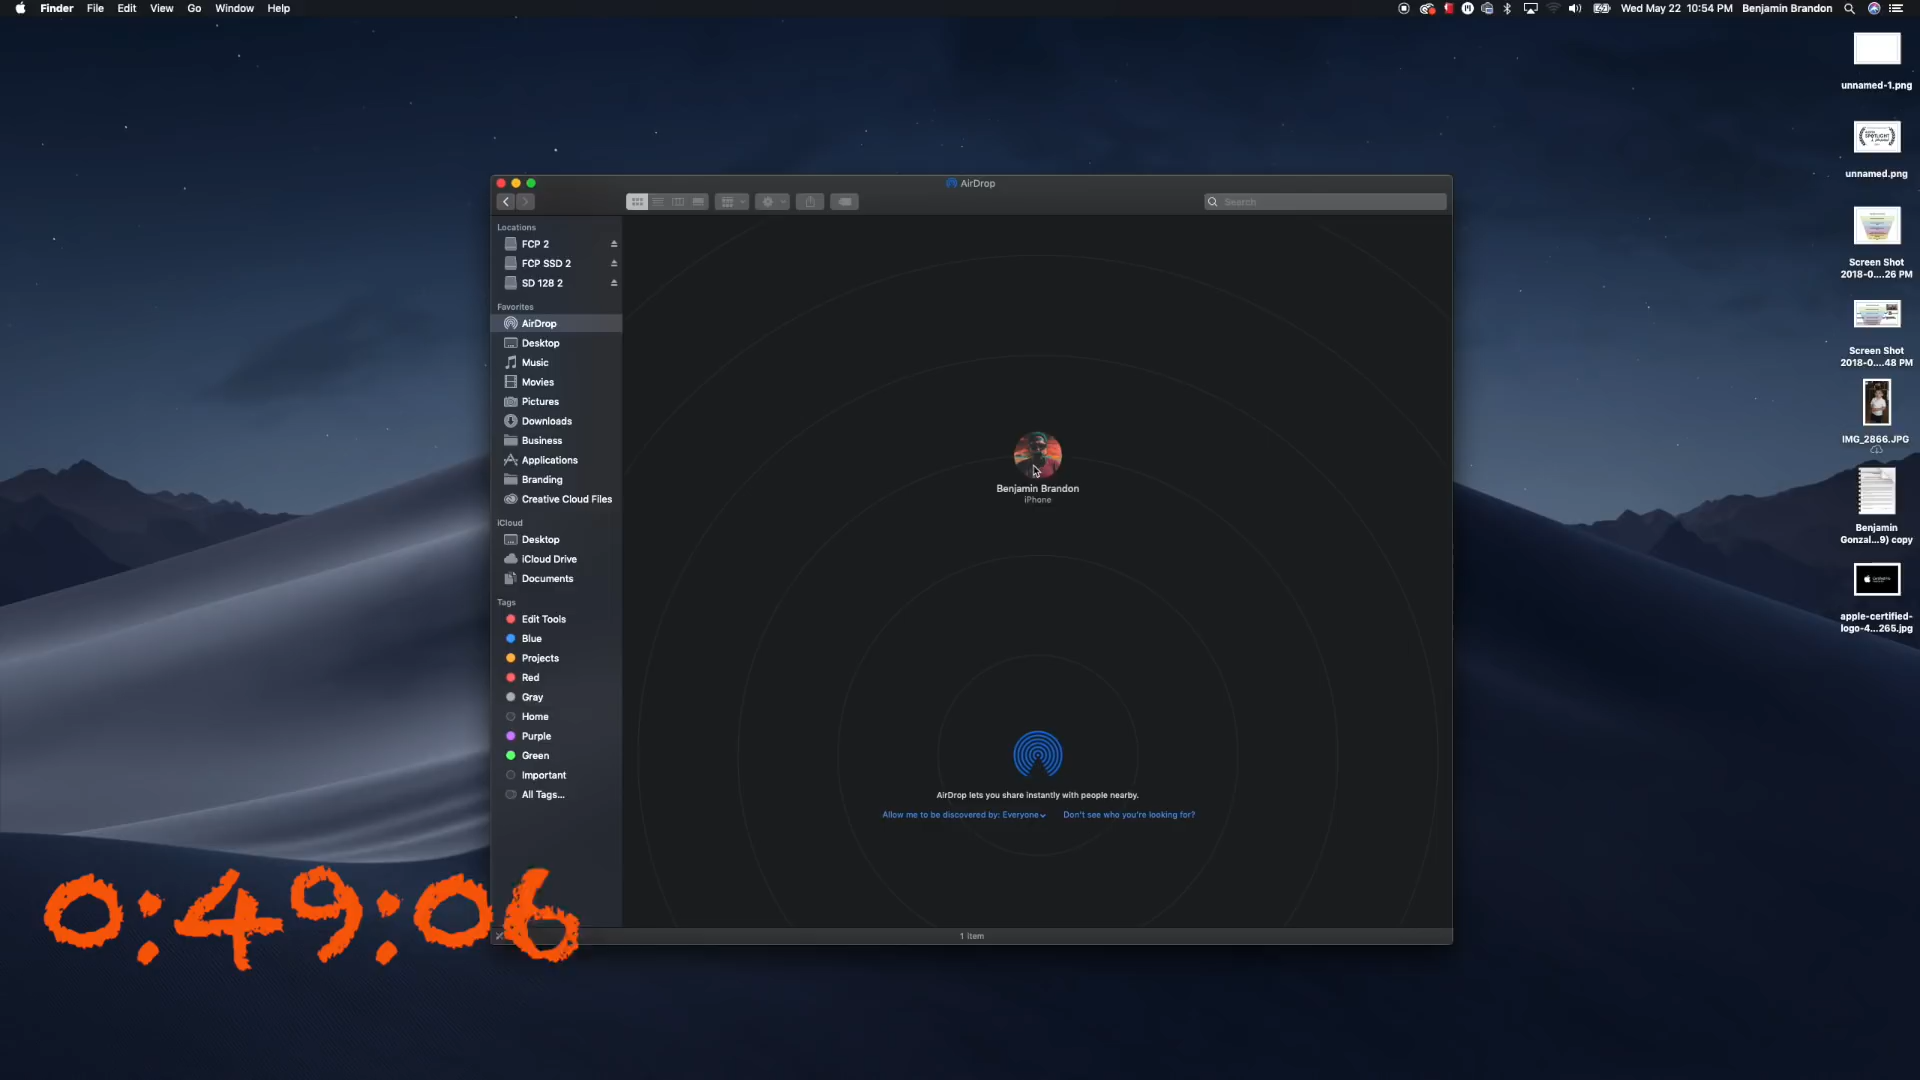 Finder File Edit View Go Window Help
Wed May 22 10:54 PM Benjamin Brandon
AirDrop
Search
Locations
FCP 2
FCP SSD 2
SD 128 2
Favorites
AirDrop
Desktop
Music
Movies
Pictures
Downloads
Business
Applications
Branding
Creative Cloud Files
iCloud
Desktop
iCloud Drive
Documents
Tags
Edit Tools
Blue
Projects
Red
Gray
Home
Purple
Green
Important
All Tags...
Benjamin Brandon
iPhone
AirDrop lets you share instantly with people nearby.
Allow me to be discovered by: Everyone
Don't see who you're looking for?
1 item
unnamed-1.png
unnamed.png
Screen Shot
2018-0....26 PM
Screen Shot
2018-0....48 PM
IMG_2866.JPG
Benjamin
Gonzal...9) copy
apple-certified-
logo-4...265.jpg
0:49:06